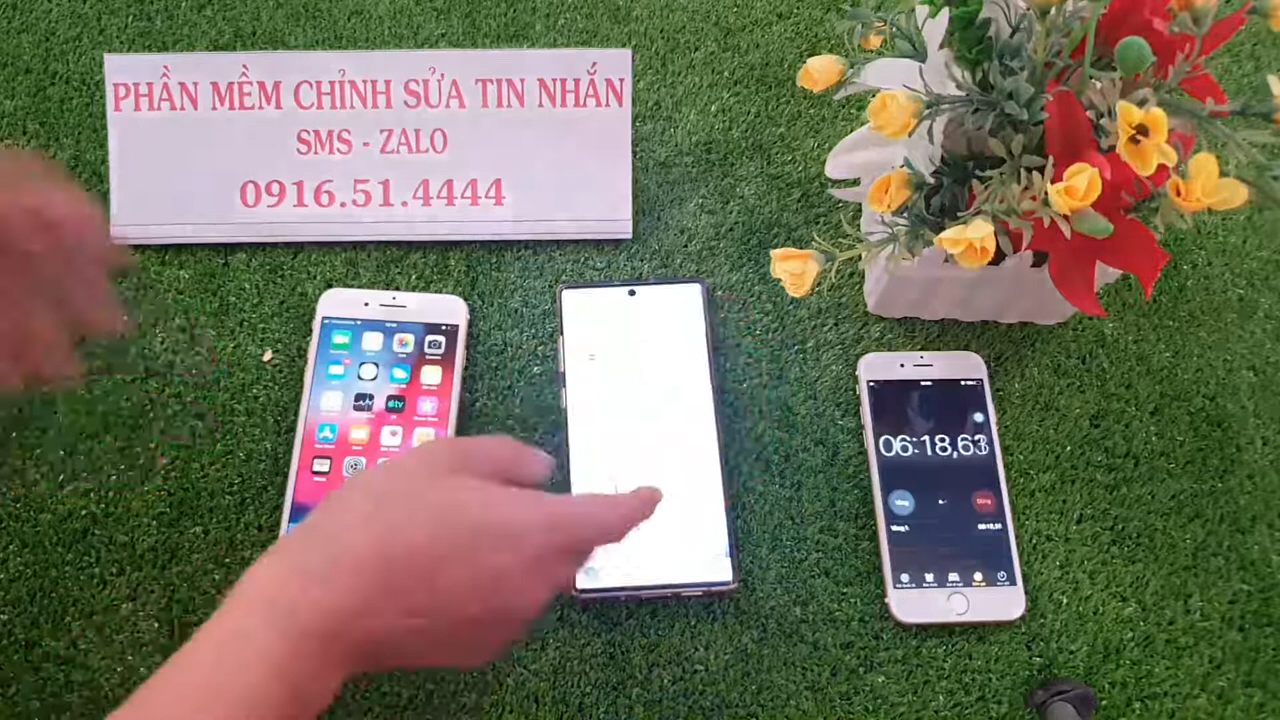 PHẦN MỀM CHỈNH SỬA TIN NHẮN
SMS - ZALO
0916.51.4444
06:18,63